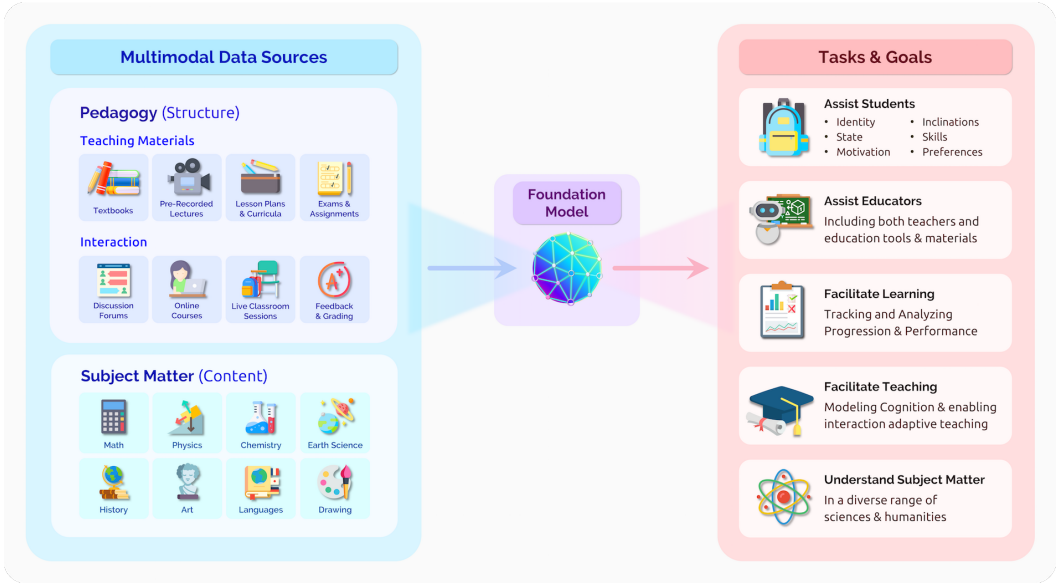 Multimodal Data Sources
Pedagogy (Structure)
Teaching Materials
Textbooks
Pre-Recorded
Lectures
Lesson Plans
& Curricula
Exams &
Assignments
Interaction
Discussion
Forums
Online
Courses
Live Classroom
Sessions
Feedback
& Grading
Subject Matter (Content)
Math
Physics
Chemistry
Earth Science
History
Art
Languages
Drawing
Foundation
Model
Tasks & Goals
Assist Students
• Identity
• State
• Motivation
• Inclinations
• Skills
• Preferences
Assist Educators
Including both teachers and
education tools & materials
Facilitate Learning
Tracking and Analyzing
Progression & Performance
Facilitate Teaching
Modeling Cognition & enabling
interaction adaptive teaching
Understand Subject Matter
In a diverse range of
sciences & humanities